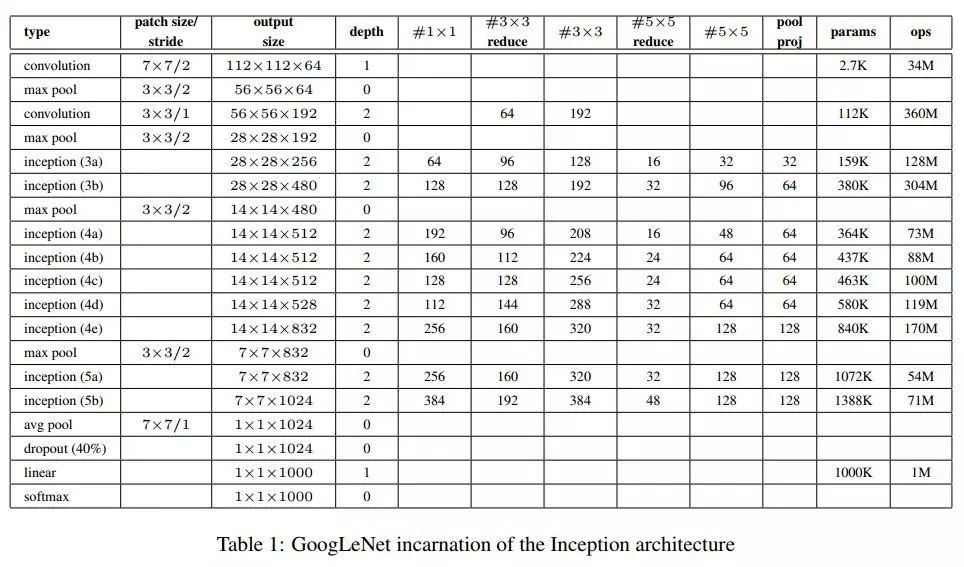 type patch size/ stride output size depth #1×1 #3×3 reduce #3×3 #5×5 reduce #5×5 pool proj params ops
convolution 7×7/2 112×112×64 1 2.7K 34M
max pool 3×3/2 56×56×64 0
convolution 3×3/1 56×56×192 2 64 192 112K 360M
max pool 3×3/2 28×28×192 0
inception (3a) 28×28×256 2 64 96 128 16 32 32 159K 128M
inception (3b) 28×28×480 2 128 128 192 32 96 64 380K 304M
max pool 3×3/2 14×14×480 0
inception (4a) 14×14×512 2 192 96 208 16 48 64 364K 73M
inception (4b) 14×14×512 2 160 112 224 24 64 64 437K 88M
inception (4c) 14×14×512 2 128 128 256 24 64 64 463K 100M
inception (4d) 14×14×528 2 112 144 288 32 64 64 580K 119M
inception (4e) 14×14×832 2 256 160 320 32 128 128 840K 170M
max pool 3×3/2 7×7×832 0
inception (5a) 7×7×832 2 256 160 320 32 128 128 1072K 54M
inception (5b) 7×7×1024 2 384 192 384 48 128 128 1388K 71M
avg pool 7×7/1 1×1×1024 0
dropout (40%) 1×1×1024 0
linear 1×1×1000 1 1000K 1M
softmax 1×1×1000 0
Table 1: GoogLeNet incarnation of the Inception architecture